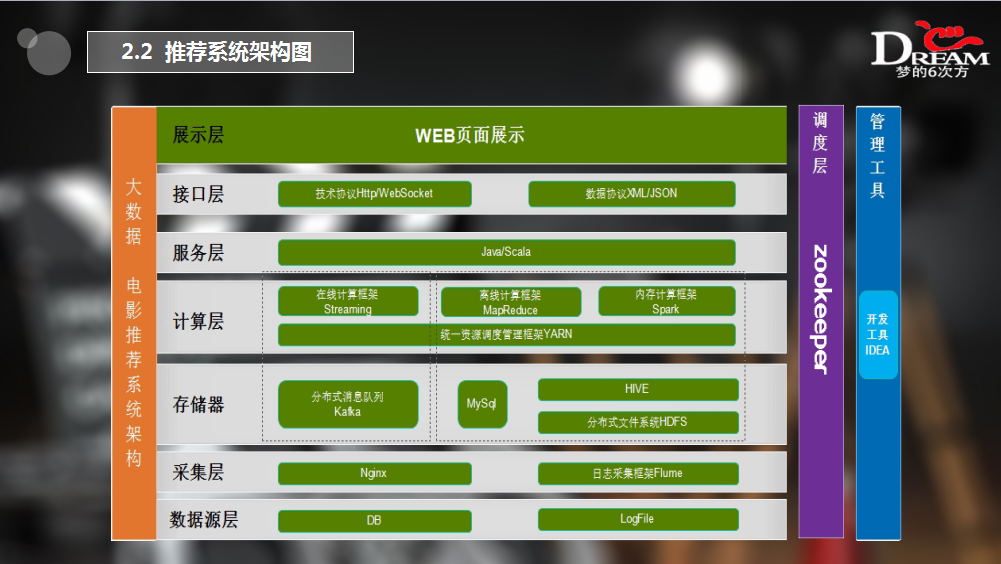 2.2 推荐系统架构图
DREAM
梦的6次方
大数据 电影推荐系统架构
展示层
WEB页面展示
接口层
技术协议Http/WebSocket
数据协议XML/JSON
服务层
Java/Scala
计算层
在线计算框架
Streaming
离线计算框架
MapReduce
内存计算框架
Spark
统一资源调度管理框架YARN
存储器
分布式消息队列
Kafka
MySql
HIVE
分布式文件系统HDFS
采集层
Nginx
日志采集框架Flume
数据源层
DB
LogFile
调度层
zookeeper
管理工具
开发
工具
IDEA